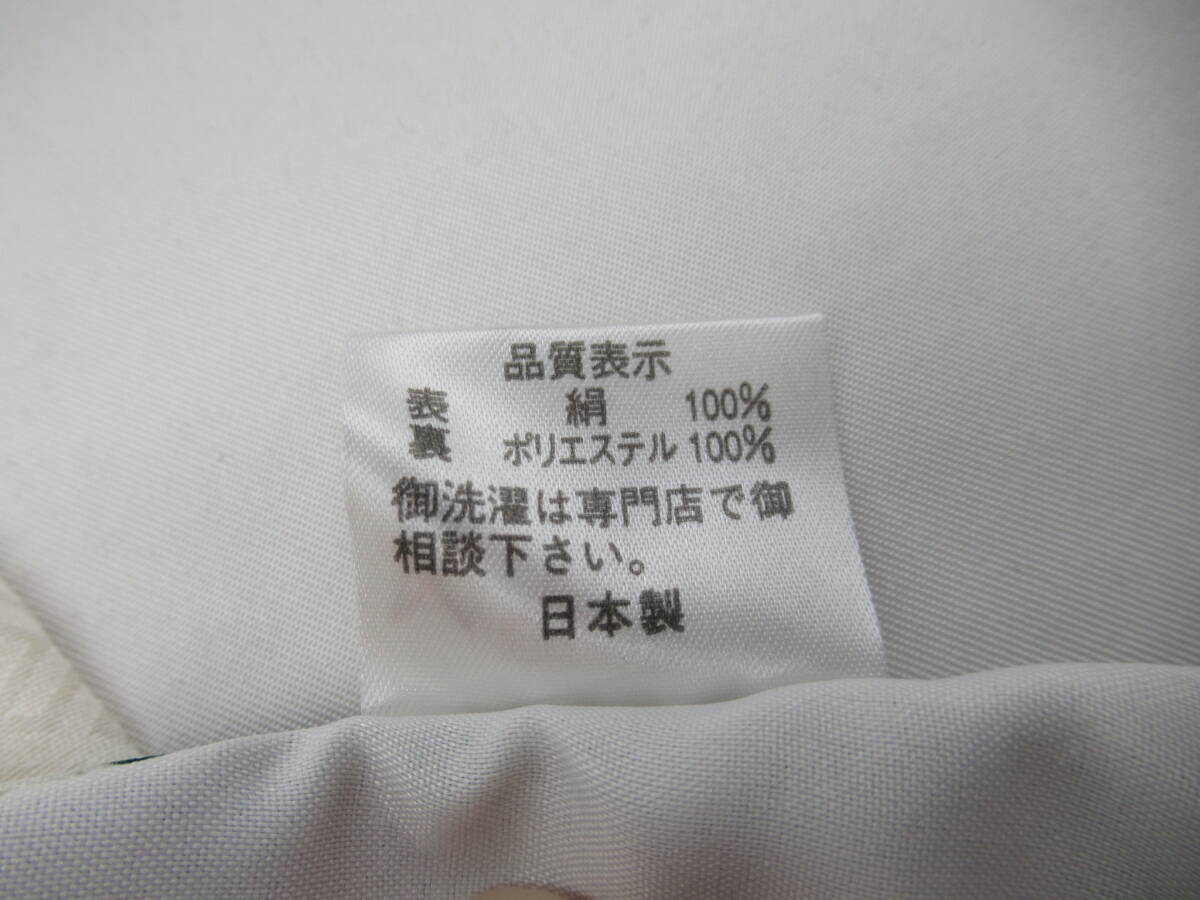 品質表示
表 絹 100%
裏 ポリエステル 100%
御洗濯は専門店で御
相談下さい。
日本製